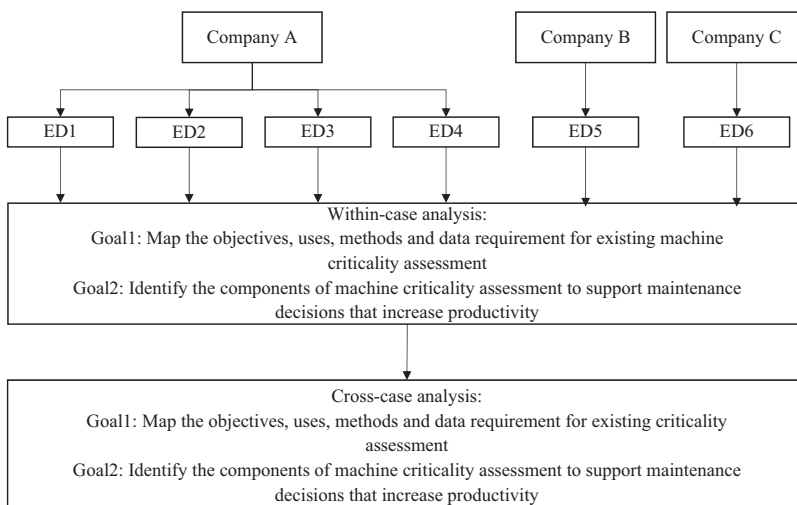 Company A
Company B
Company C
ED1
ED2
ED3
ED4
ED5
ED6
Within-case analysis:
Goal1: Map the objectives, uses, methods and data requirement for existing machine
criticality assessment
Goal2: Identify the components of machine criticality assessment to support maintenance
decisions that increase productivity
Cross-case analysis:
Goal1: Map the objectives, uses, methods and data requirement for existing criticality
assessment
Goal2: Identify the components of machine criticality assessment to support maintenance
decisions that increase productivity